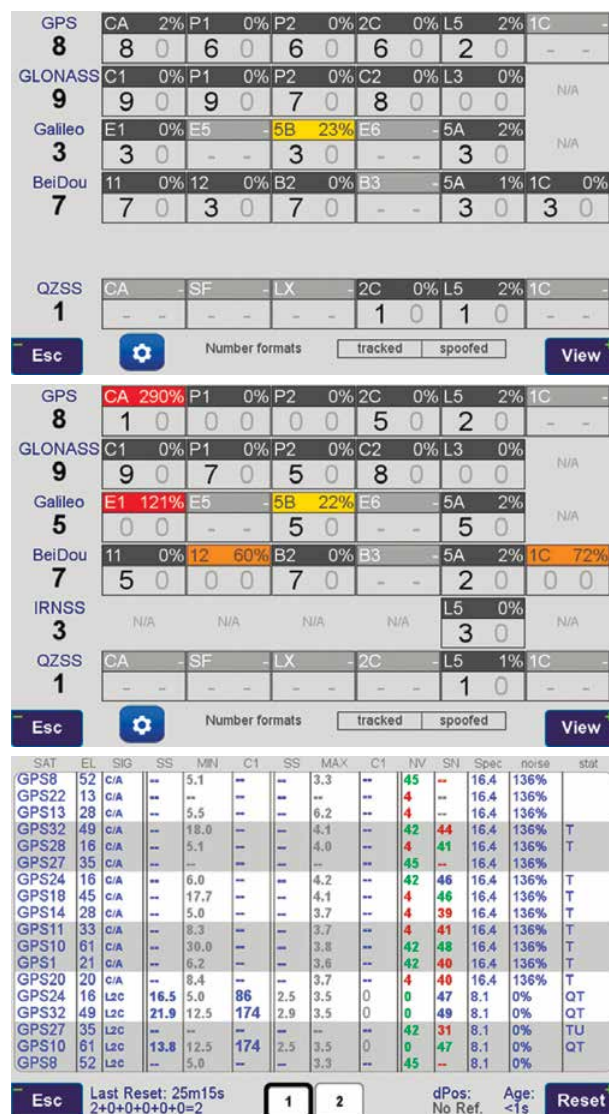 GPS CA 2% P1 0% P2 0% 2C 0% L5 2% 1C -
8 8 0 6 0 6 0 6 0 2 0 - -
GLONASS C1 0% P1 0% P2 0% C2 0% L3 0%
9 9 0 9 0 7 0 8 0 0 0 N/A
Galileo E1 0% E5 - 5B 23% E6 - 5A 2%
3 3 0 - - 3 0 - - 3 0 N/A
BeiDou 11 0% 12 0% B2 0% B3 - 5A 1% 1C 0%
7 7 0 3 0 7 0 - - 3 0 3 0
QZSS CA - SF - LX - 2C 0% L5 2% 1C -
1 - - - - - - 1 0 1 0 - -
Esc Number formats tracked spoofed View
GPS CA 290% P1 0% P2 0% 2C 0% L5 2% 1C -
8 1 0 0 0 0 0 5 0 2 0 - -
GLONASS C1 0% P1 0% P2 0% C2 0% L3 0%
9 9 0 7 0 5 0 8 0 0 0 N/A
Galileo E1 121% E5 - 5B 22% E6 - 5A 2%
5 0 0 - - 5 0 - - 5 0 N/A
BeiDou 11 0% 12 60% B2 0% B3 - 5A 2% 1C 72%
7 5 0 0 0 7 0 - - 2 0 0 0
IRNSS L5 0%
3 N/A N/A N/A N/A 3 0 N/A
QZSS CA - SF - LX - 2C - L5 1% 1C -
1 - - - - - - - - 1 0 - -
Esc Number formats tracked spoofed View
SAT EL SIG SS MIN C1 SS MAX C1 NV SN Spec noise stat
GPS8 52 C/A -- 5.1 -- -- 3.3 -- 45 -- 16.4 136%
GPS22 13 C/A -- -- -- -- -- -- 4 -- 16.4 136%
GPS13 28 C/A -- 5.5 -- -- 6.2 -- 4 -- 16.4 136%
GPS32 49 C/A -- 18.0 -- -- 4.1 -- 42 44 16.4 136% T
GPS28 16 C/A -- 5.1 -- -- 4.0 -- 4 41 16.4 136% T
GPS27 35 C/A -- -- -- -- -- -- 45 -- 16.4 136%
GPS24 16 C/A -- 6.0 -- -- 4.2 -- 42 46 16.4 136% T
GPS18 45 C/A -- 17.7 -- -- 4.1 -- 4 46 16.4 136% T
GPS14 28 C/A -- 5.0 -- -- 3.7 -- 4 39 16.4 136% T
GPS11 33 C/A -- 8.3 -- -- 3.7 -- 4 41 16.4 136% T
GPS10 61 C/A -- 30.0 -- -- 3.8 -- 42 48 16.4 136% T
GPS1 21 C/A -- 6.2 -- -- 3.6 -- 42 40 16.4 136% T
GPS20 20 C/A -- 8.4 -- -- 3.7 -- 4 40 16.4 136% T
GPS24 16 L2C 16.5 5.0 86 2.5 3.5 0 0 47 8.1 0% QT
GPS32 49 L2C 21.9 12.5 174 2.9 3.5 0 0 49 8.1 0% QT
GPS27 35 L2C -- -- -- -- -- -- 42 31 8.1 0% TU
GPS10 61 L2C 13.8 12.5 174 2.5 3.5 0 0 47 8.1 0% QT
GPS8 52 L2C -- 5.0 -- -- 3.3 -- 45 -- 8.1 0%
Esc Last Reset: 25m15s 1 2 dPos: Age: Reset
2+0+0+0+0+0=2 No Ref. <1s